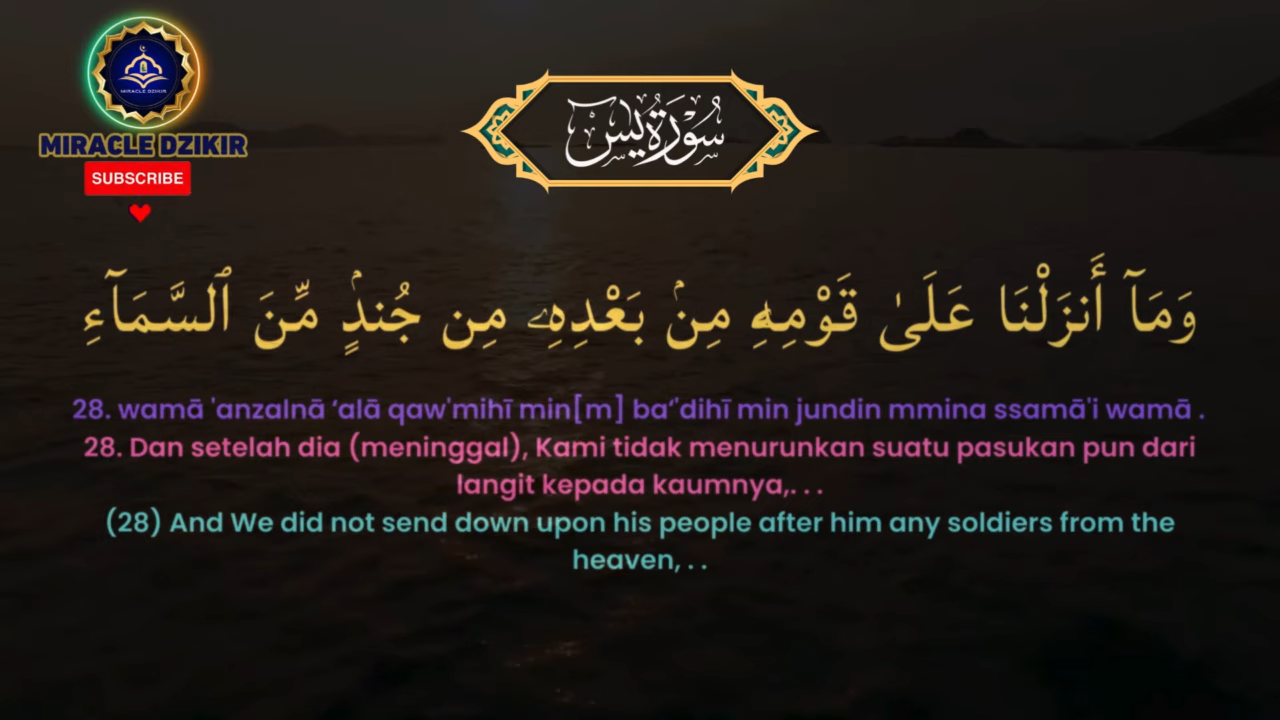 MIRACLE DZIKIR
MIRACLE DZIKIR
SUBSCRIBE
سُورَةُ يس
وَمَآ أَنزَلْنَا عَلَىٰ قَوْمِهِۦ مِنۢ بَعْدِهِۦ مِن جُندٍۢ مِّنَ ٱلسَّمَآءِ
28. wamā 'anzalnā ‘alā qaw'mihī min[m] ba‘'dihī min jundin mmina ssamā'i wamā .
28. Dan setelah dia (meninggal), Kami tidak menurunkan suatu pasukan pun dari
langit kepada kaumnya,. . .
(28) And We did not send down upon his people after him any soldiers from the
heaven, . .